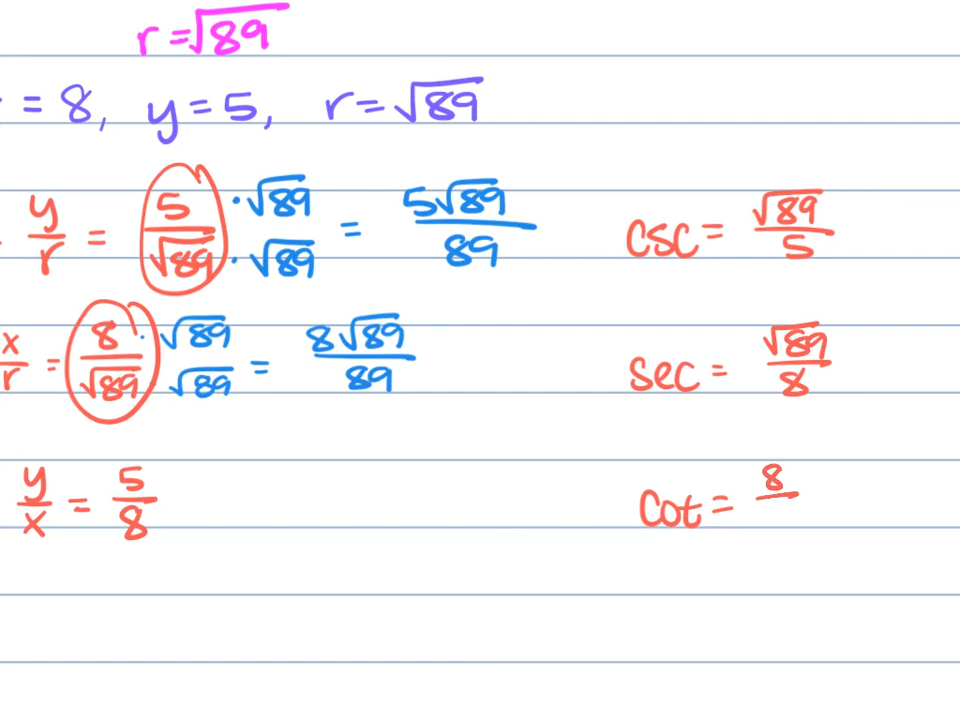 r = √89
= 8, y = 5, r = √89
y/r = 5/√89 · √89/√89 = 5√89/89 csc = √89/5
x/r = 8/√89 · √89/√89 = 8√89/89 sec = √89/8
y/x = 5/8 cot = 8/